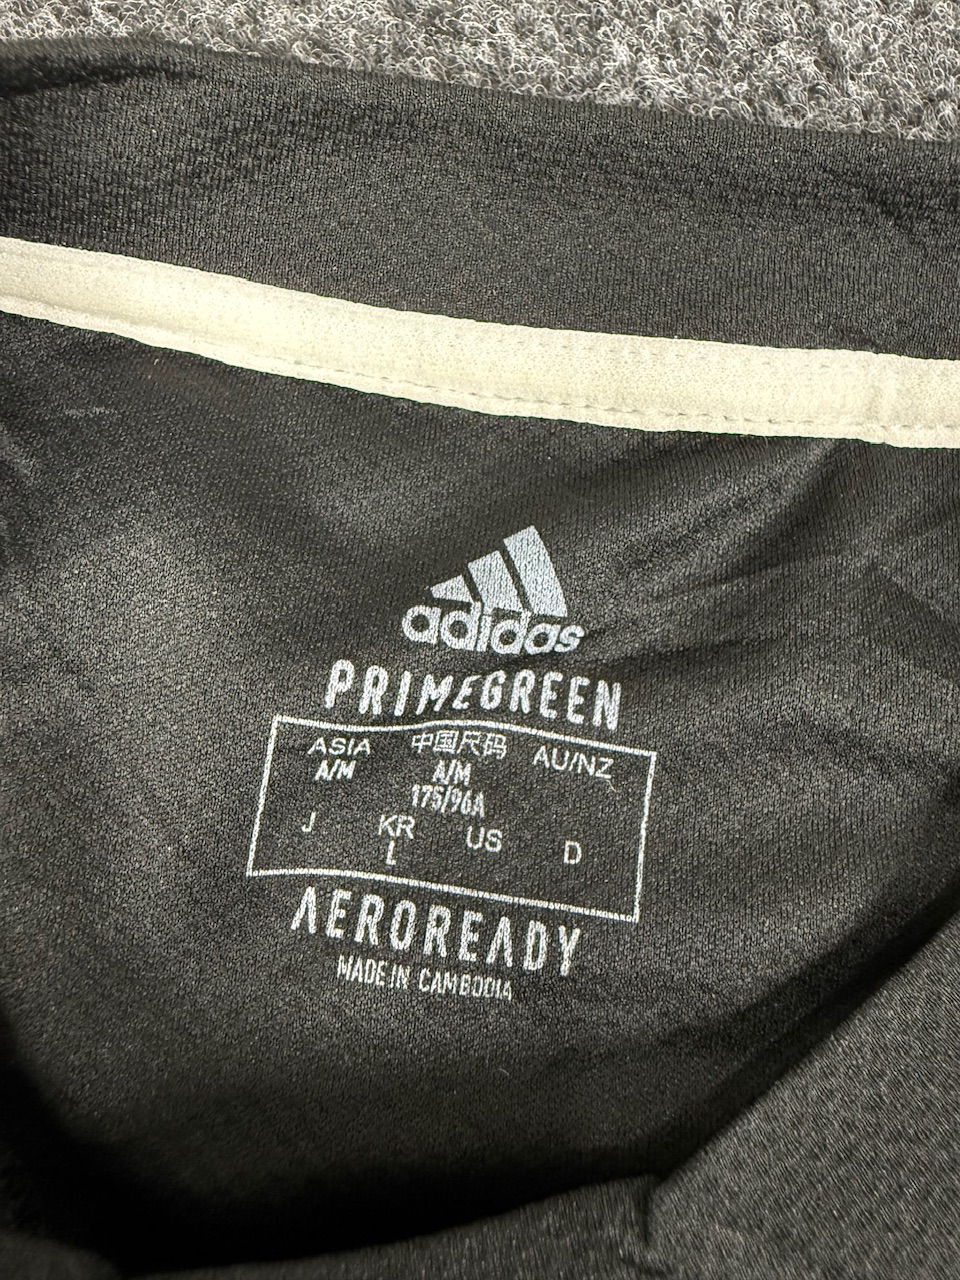 adidas
PRIMEGREEN
ASIA 中国尺码 AU/NZ
A/M A/M
175/96A
J KR US D
L
AEROREADY
MADE IN CAMBODIA